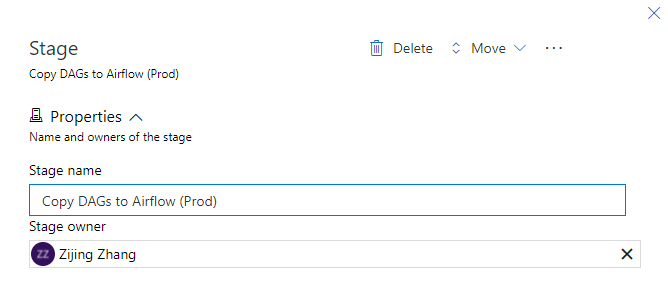 Stage
Delete
Move
Copy DAGs to Airflow (Prod)
Properties
Name and owners of the stage
Stage name
Copy DAGs to Airflow (Prod)
Stage owner
ZZ Zijing Zhang